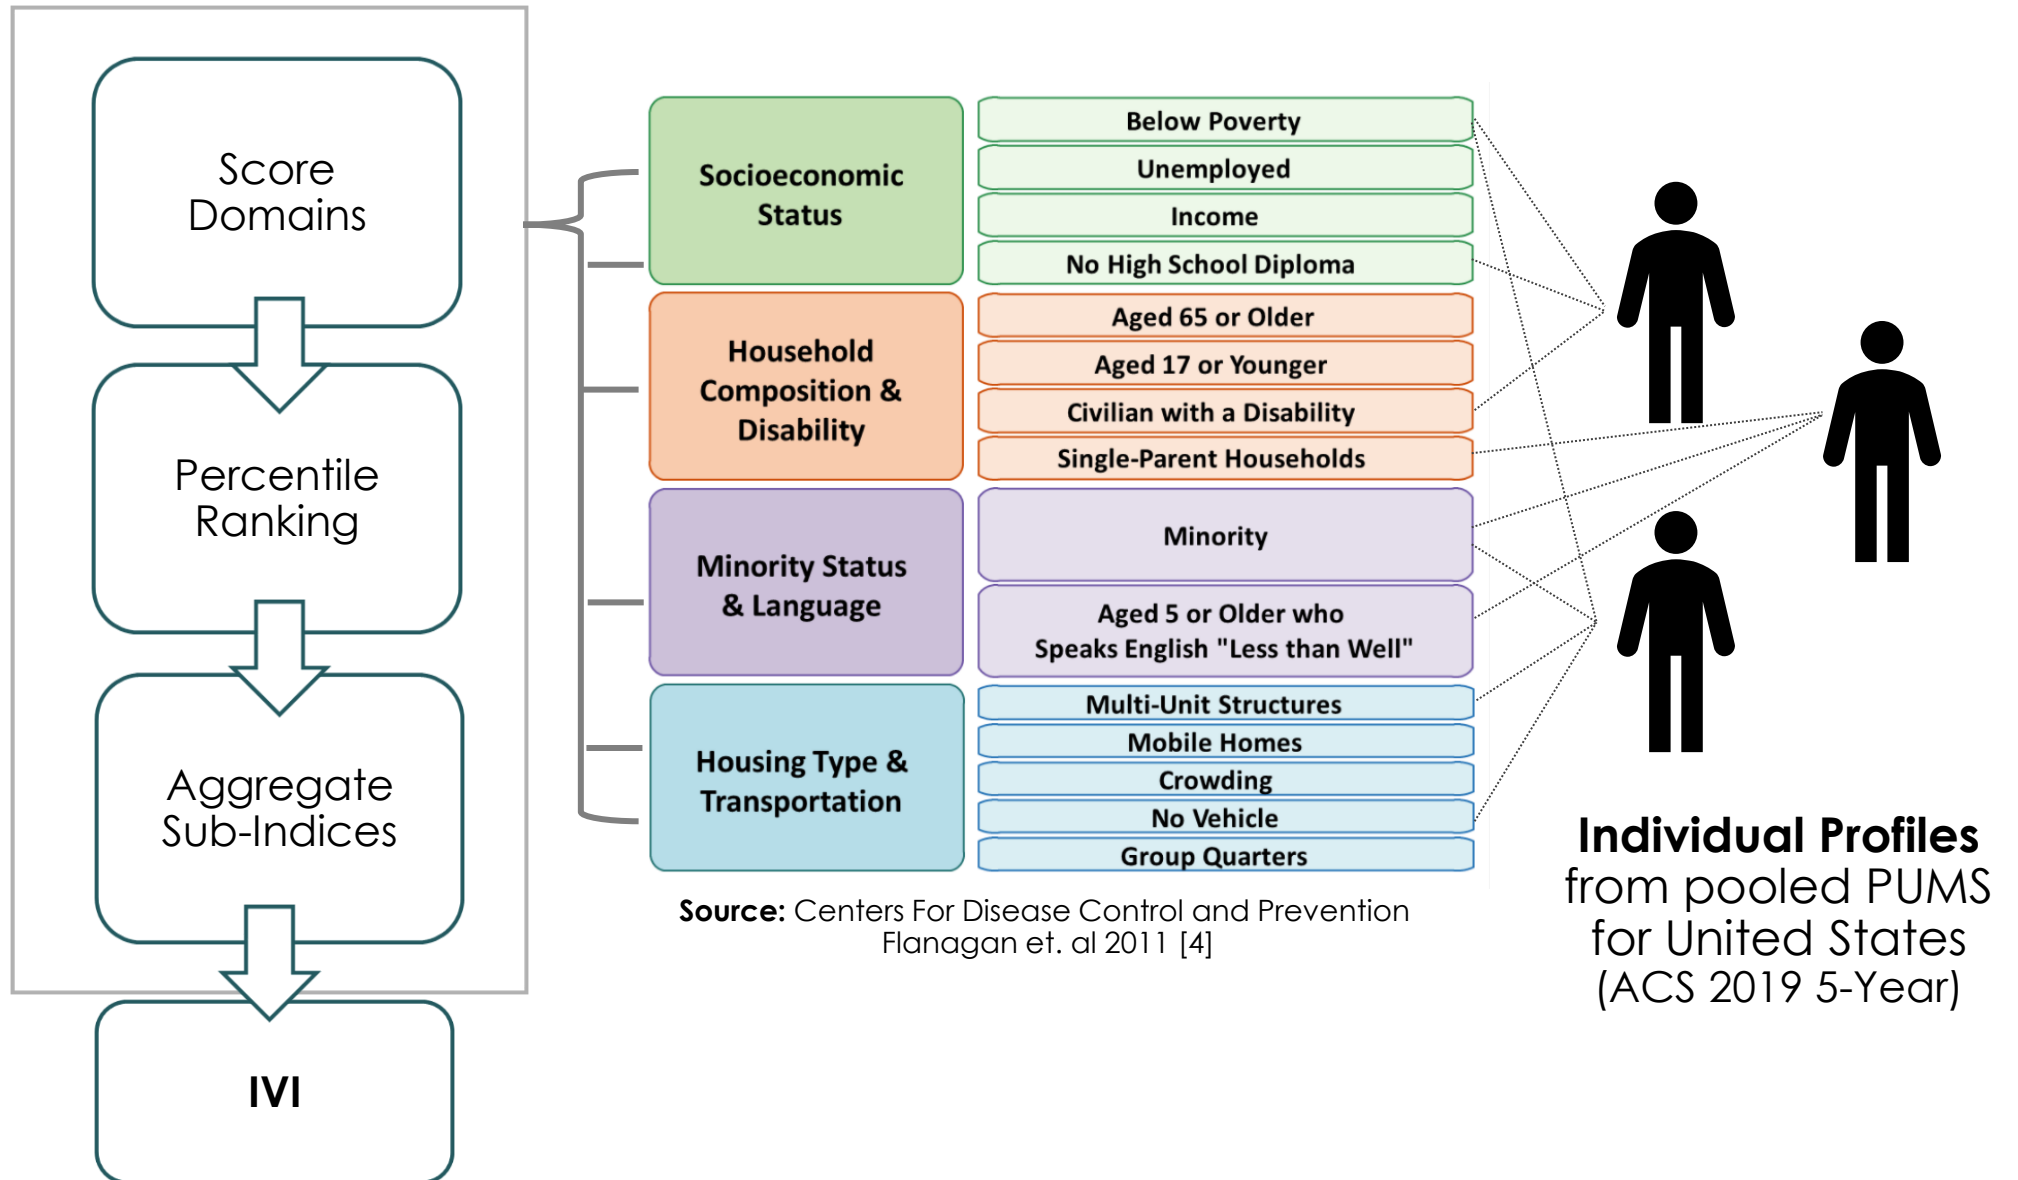 Score
Domains
Percentile
Ranking
Aggregate
Sub-Indices
IVI
Socioeconomic
Status
Below Poverty
Unemployed
Income
No High School Diploma
Household
Composition &
Disability
Aged 65 or Older
Aged 17 or Younger
Civilian with a Disability
Single-Parent Households
Minority Status
& Language
Minority
Aged 5 or Older who
Speaks English "Less than Well"
Housing Type &
Transportation
Multi-Unit Structures
Mobile Homes
Crowding
No Vehicle
Group Quarters
Source: Centers For Disease Control and Prevention
Flanagan et. al 2011 [4]
Individual Profiles
from pooled PUMS
for United States
(ACS 2019 5-Year)